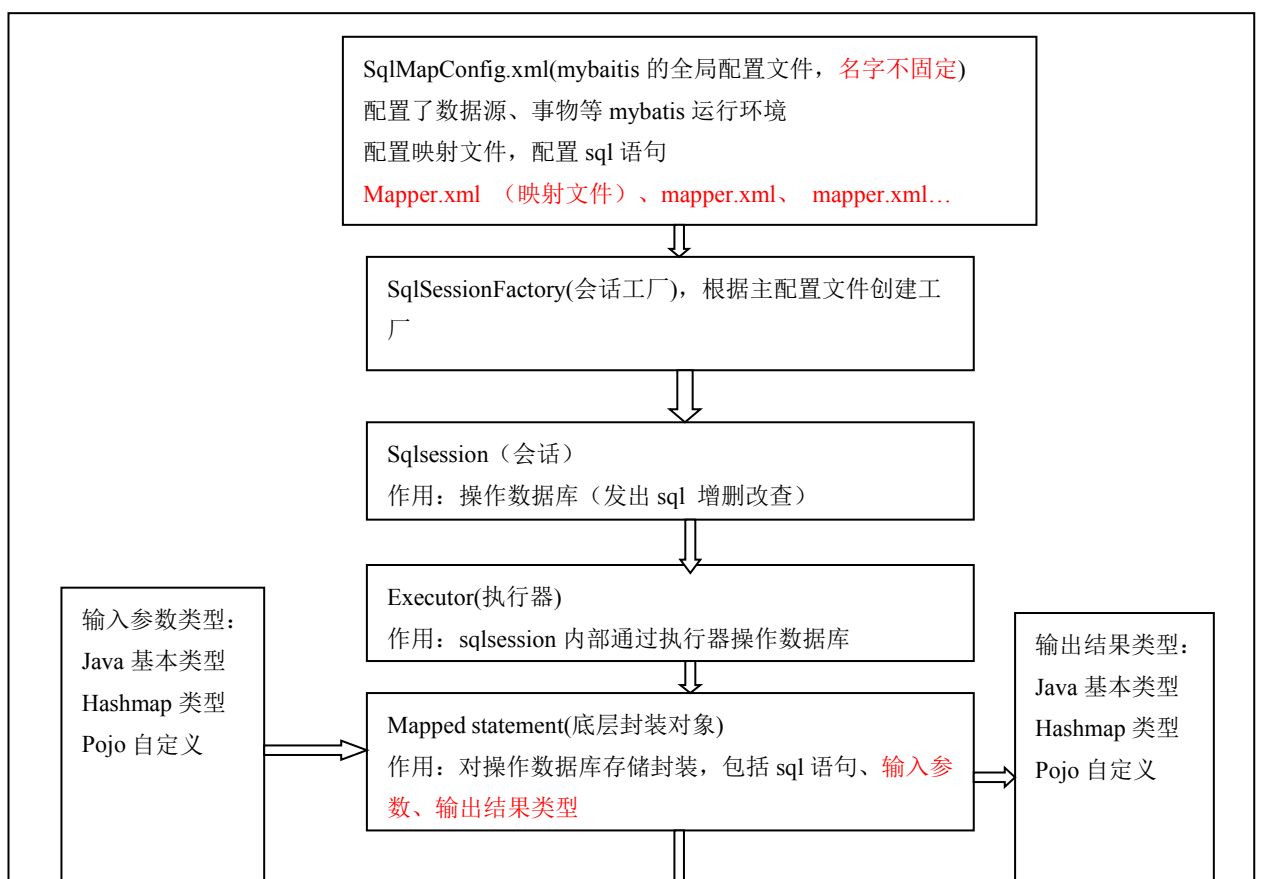 SqlMapConfig.xml(mybaitis 的全局配置文件，名字不固定)
配置了数据源、事物等 mybatis 运行环境
配置映射文件，配置 sql 语句
Mapper.xml （映射文件）、mapper.xml、 mapper.xml…
SqlSessionFactory(会话工厂)，根据主配置文件创建工
厂
Sqlsession（会话）
作用：操作数据库（发出 sql 增删改查）
Executor(执行器)
作用：sqlsession 内部通过执行器操作数据库
输入参数类型：
Java 基本类型
Hashmap 类型
Pojo 自定义
Mapped statement(底层封装对象)
作用：对操作数据库存储封装，包括 sql 语句、输入参
数、输出结果类型
输出结果类型：
Java 基本类型
Hashmap 类型
Pojo 自定义